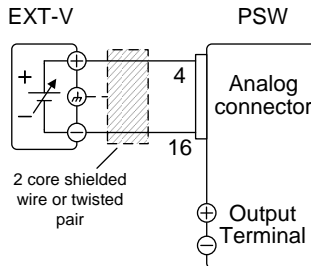 EXT-V
PSW
4
Analog
connector
16
2 core shielded
wire or twisted
pair
Output
Terminal